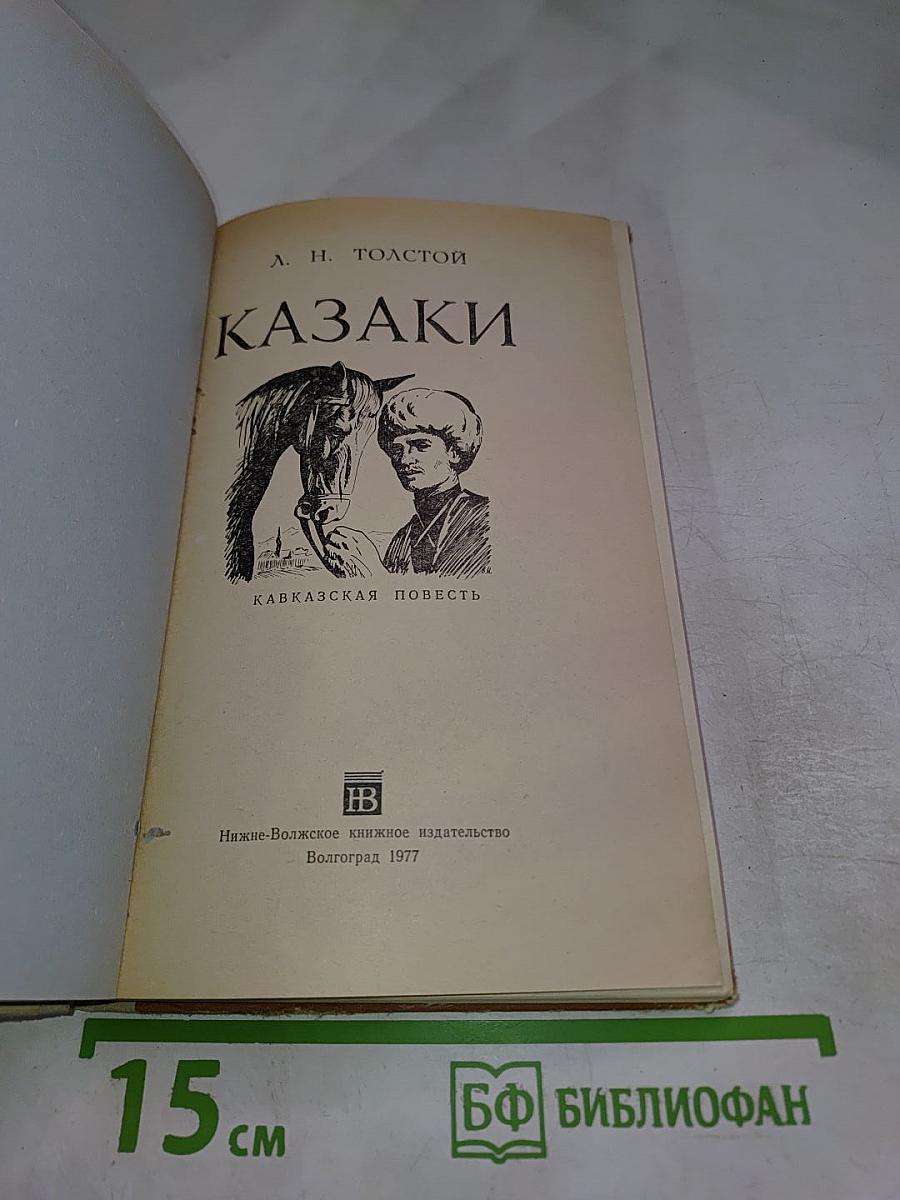 Л. Н. ТОЛСТОЙ
КАЗАКИ
КАВКАЗСКАЯ ПОВЕСТЬ
НВ
Нижне-Волжское книжное издательство
Волгоград 1977
15 см
БФ БИБЛИОФАН